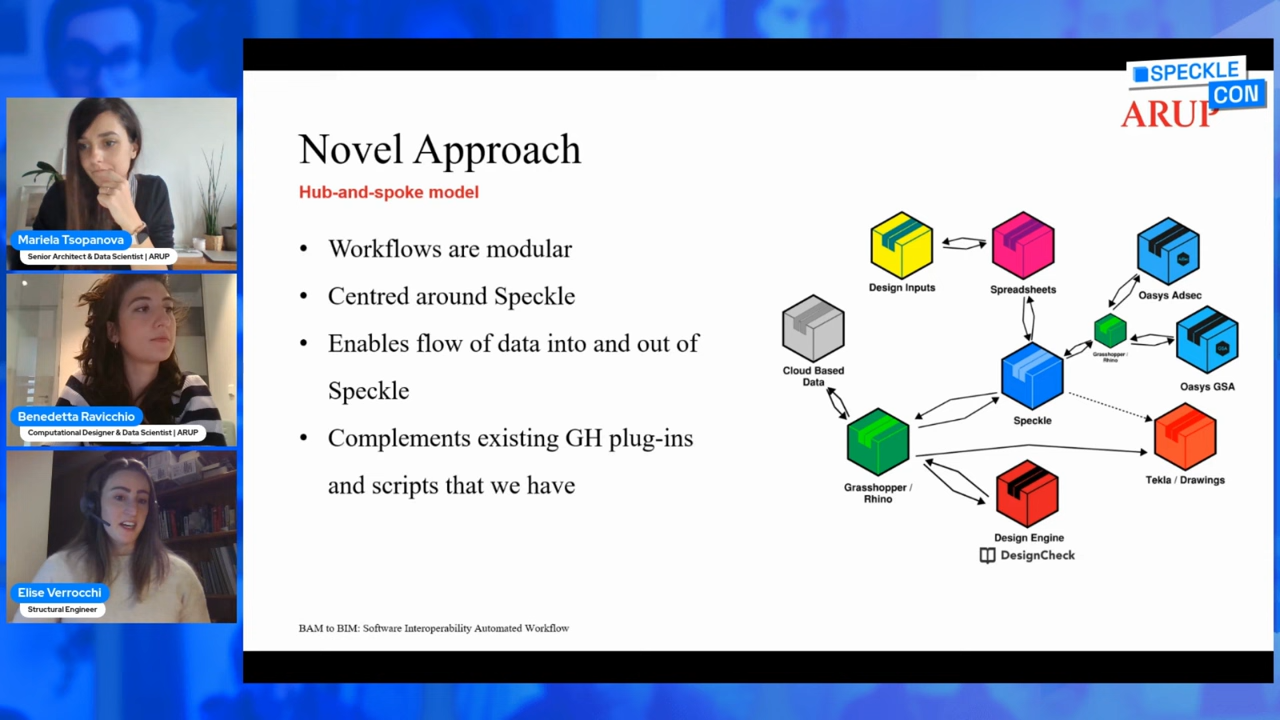 SPECKLE
CON
ARUP
Mariela Tsopanova
Senior Architect & Data Scientist | ARUP
Benedetta Ravicchio
Computational Designer & Data Scientist | ARUP
Elise Verrocchi
Structural Engineer
Novel Approach
Hub-and-spoke model
• Workflows are modular
• Centred around Speckle
• Enables flow of data into and out of
Speckle
• Complements existing GH plug-ins
and scripts that we have
Design Inputs
Spreadsheets
Oasys Adsec
Cloud Based
Data
Grasshopper /
Rhino
GSA
Oasys GSA
Speckle
Grasshopper /
Rhino
Tekla / Drawings
Design Engine
DesignCheck
BAM to BIM: Software Interoperability Automated Workflow